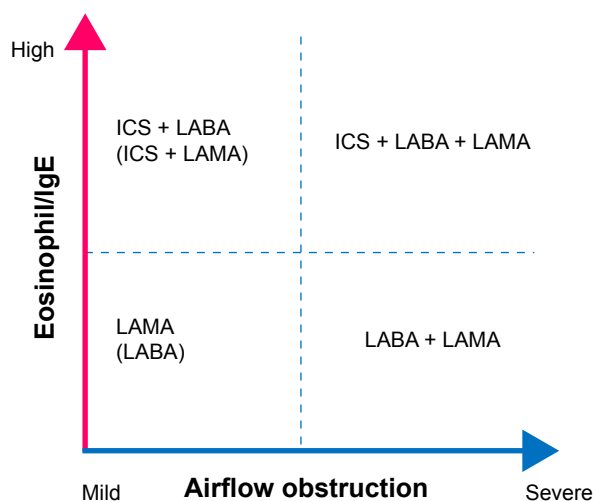 High
ICS + LABA
(ICS + LAMA)
ICS + LABA + LAMA
Eosinophil/IgE
LAMA
(LABA)
LABA + LAMA
Mild
Airflow obstruction
Severe